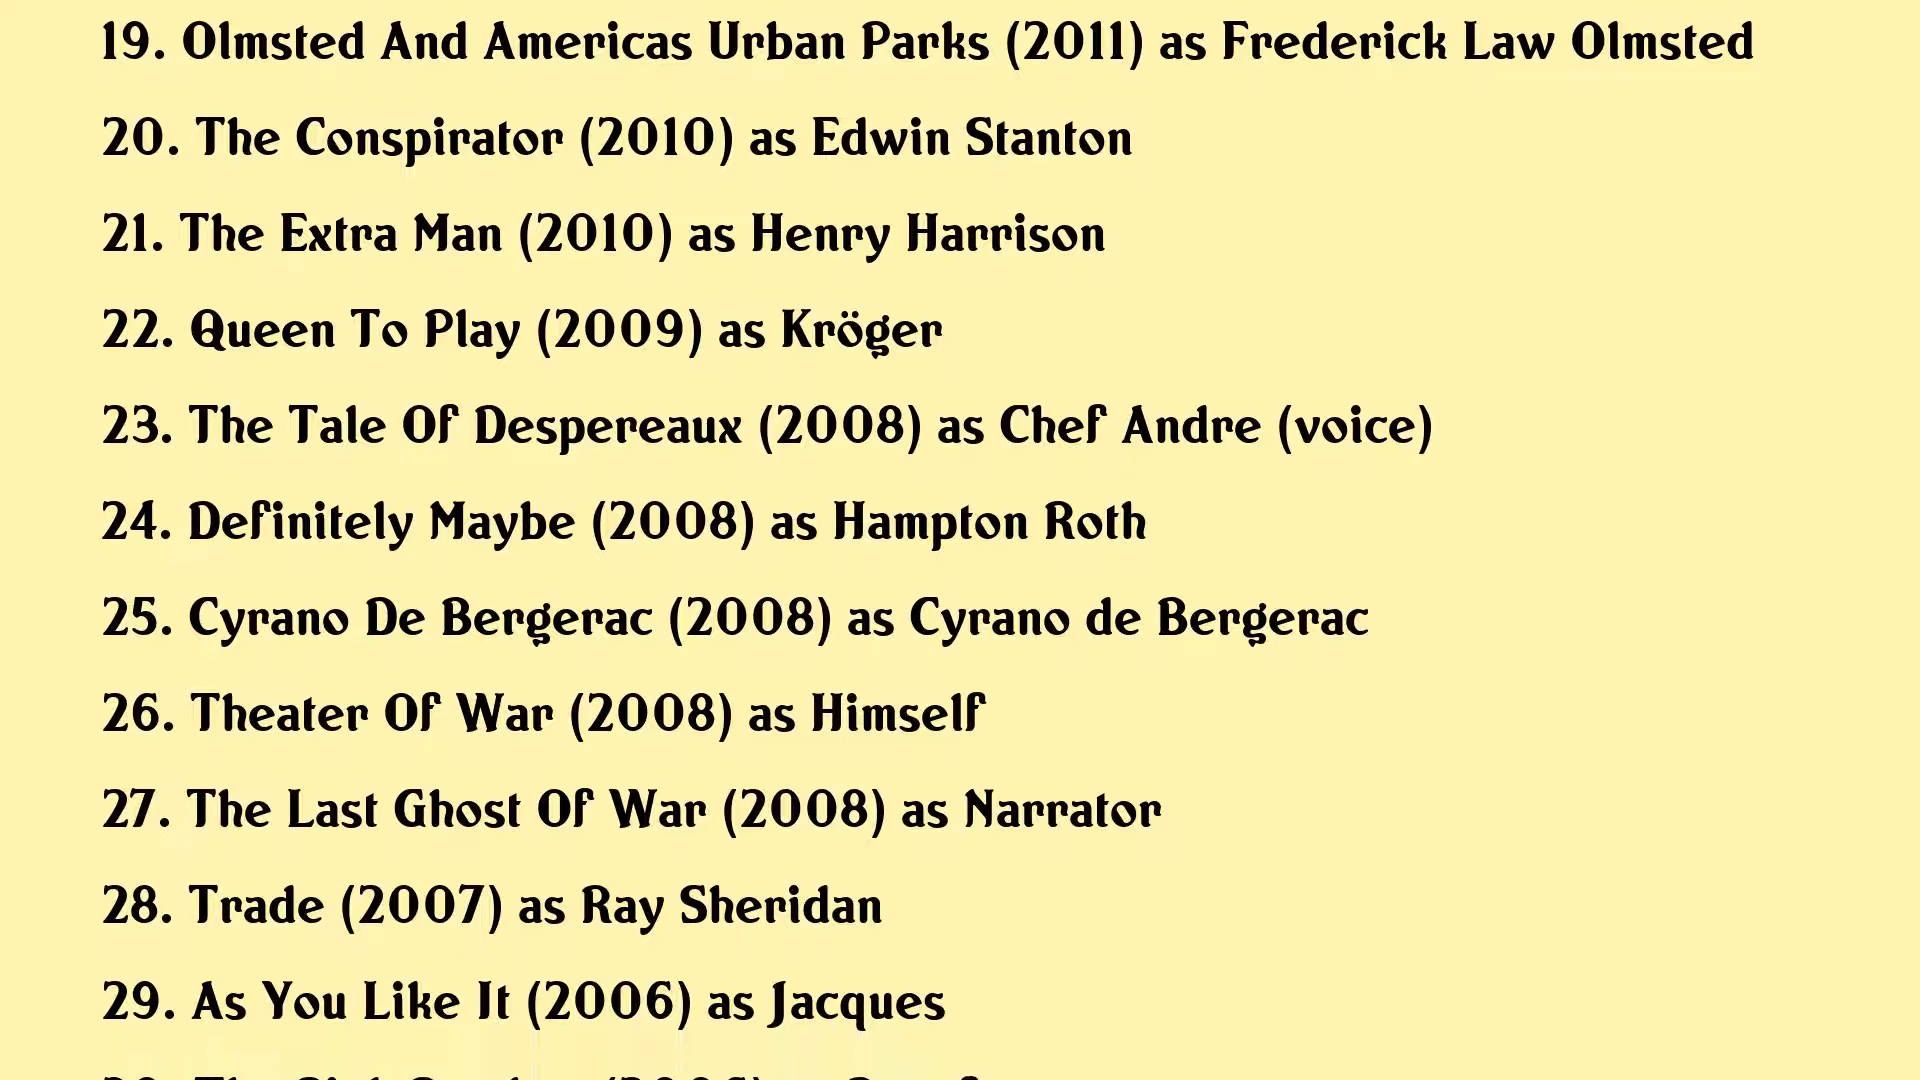 19. Olmsted And Americas Urban Parks (2011) as Frederick Law Olmsted
20. The Conspirator (2010) as Edwin Stanton
21. The Extra Man (2010) as Henry Harrison
22. Queen To Play (2009) as Kröger
23. The Tale Of Despereaux (2008) as Chef Andre (voice)
24. Definitely Maybe (2008) as Hampton Roth
25. Cyrano De Bergerac (2008) as Cyrano de Bergerac
26. Theater Of War (2008) as Himself
27. The Last Ghost Of War (2008) as Narrator
28. Trade (2007) as Ray Sheridan
29. As You Like It (2006) as Jacques